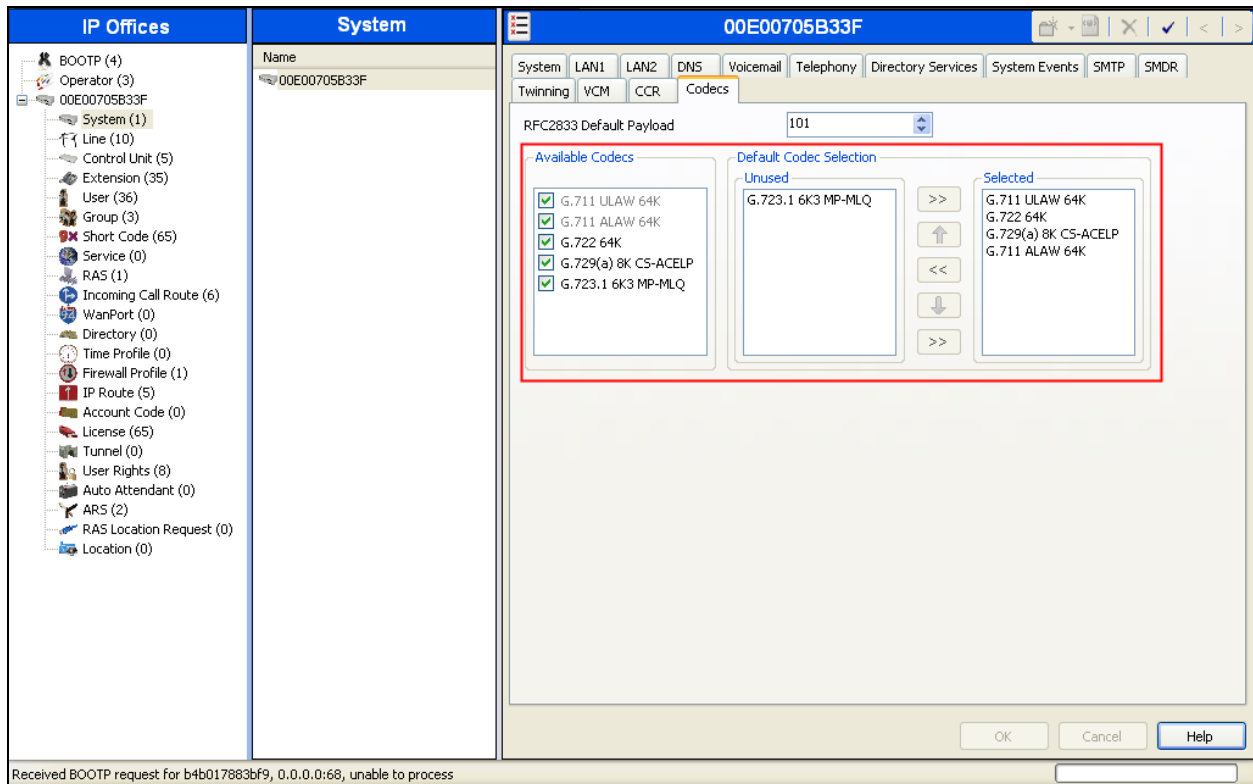 IP Offices
BOOTP (4)
Operator (3)
00E00705B33F
System (1)
Line (10)
Control Unit (5)
Extension (35)
User (36)
Group (3)
Short Code (65)
Service (0)
RAS (1)
Incoming Call Route (6)
WanPort (0)
Directory (0)
Time Profile (0)
Firewall Profile (1)
IP Route (5)
Account Code (0)
License (65)
Tunnel (0)
User Rights (8)
Auto Attendant (0)
ARS (2)
RAS Location Request (0)
Location (0)
System
Name
00E00705B33F
00E00705B33F
System LAN1 LAN2 DNS Voicemail Telephony Directory Services System Events SMTP SMDR
Twinning VCM CCR Codecs
RFC2833 Default Payload 101
Available Codecs
G.711 ULAW 64K
G.711 ALAW 64K
G.722 64K
G.729(a) 8K CS-ACELP
G.723.1 6K3 MP-MLQ
Default Codec Selection
Unused
G.723.1 6K3 MP-MLQ
>>
<<
>>
Selected
G.711 ULAW 64K
G.722 64K
G.729(a) 8K CS-ACELP
G.711 ALAW 64K
OK Cancel Help
Received BOOTP request for b4b017883bf9, 0.0.0.0:68, unable to process